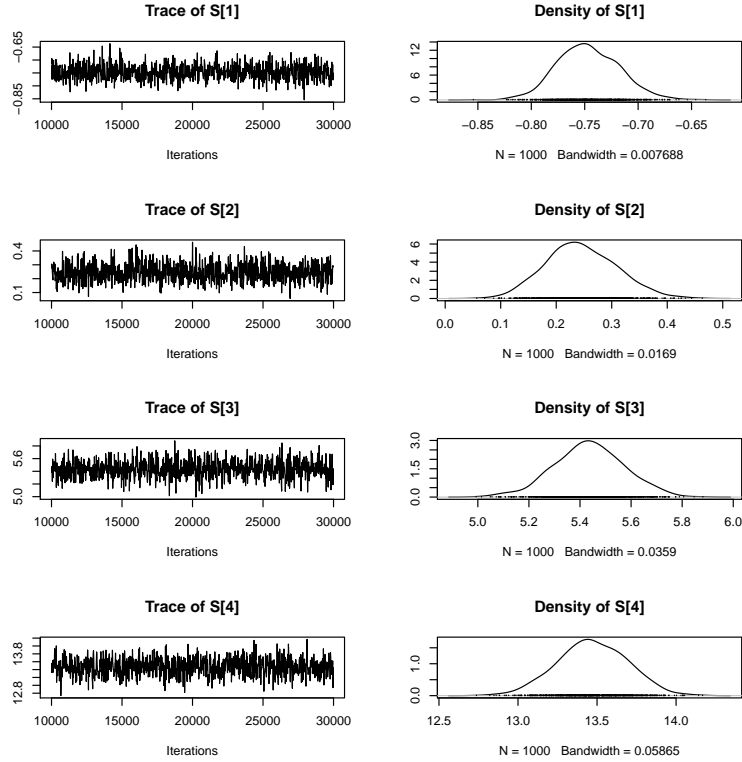 Trace of S[1]
−0.85 −0.65
10000 15000 20000 25000 30000
Iterations
Density of S[1]
0 6 12
−0.85 −0.80 −0.75 −0.70 −0.65
N = 1000 Bandwidth = 0.007688
Trace of S[2]
0.1 0.4
10000 15000 20000 25000 30000
Iterations
Density of S[2]
0 2 4 6
0.0 0.1 0.2 0.3 0.4 0.5
N = 1000 Bandwidth = 0.0169
Trace of S[3]
5.0 5.6
10000 15000 20000 25000 30000
Iterations
Density of S[3]
0.0 1.5 3.0
5.0 5.2 5.4 5.6 5.8 6.0
N = 1000 Bandwidth = 0.0359
Trace of S[4]
12.8 13.8
10000 15000 20000 25000 30000
Iterations
Density of S[4]
0.0 1.0
12.5 13.0 13.5 14.0
N = 1000 Bandwidth = 0.05865